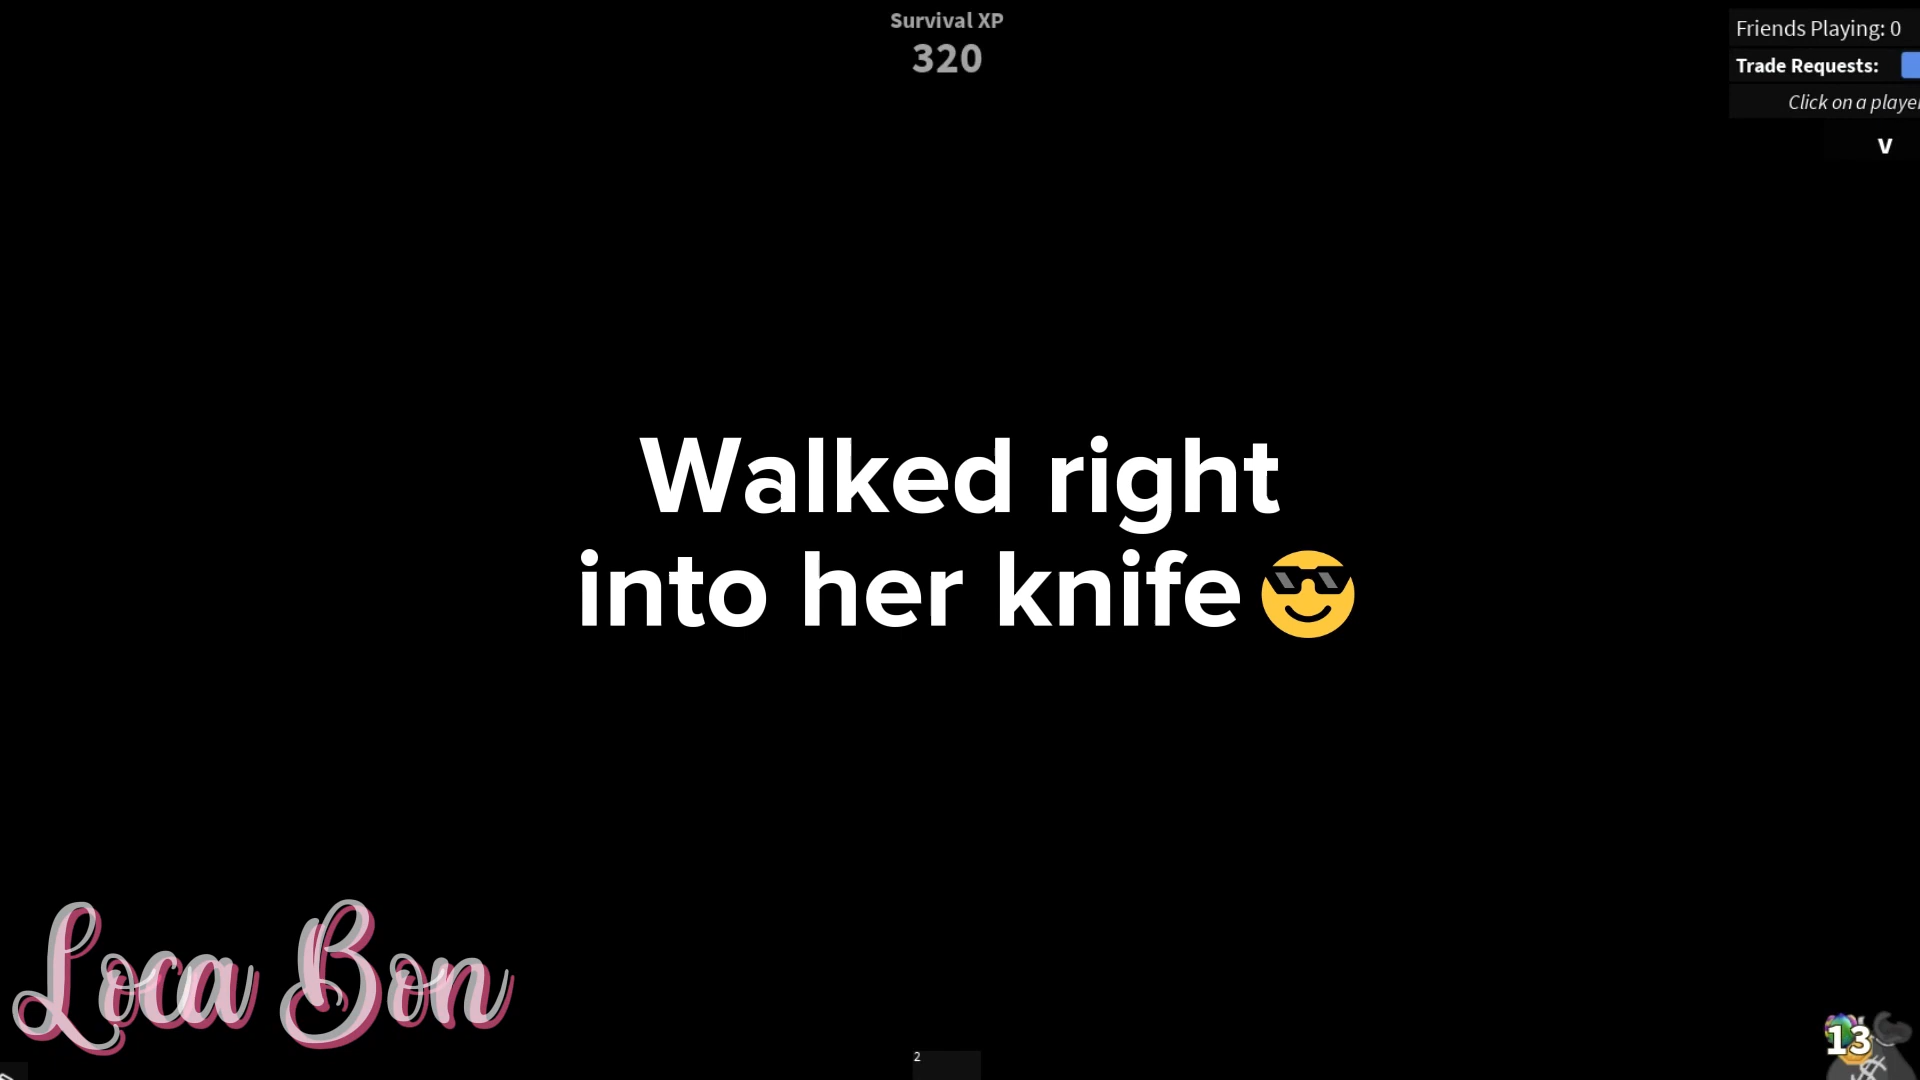 Survival XP
320
Friends Playing: 0
Trade Requests:
Click on a player
v
Walked right
into her knife😎
Loca Bon
2
13